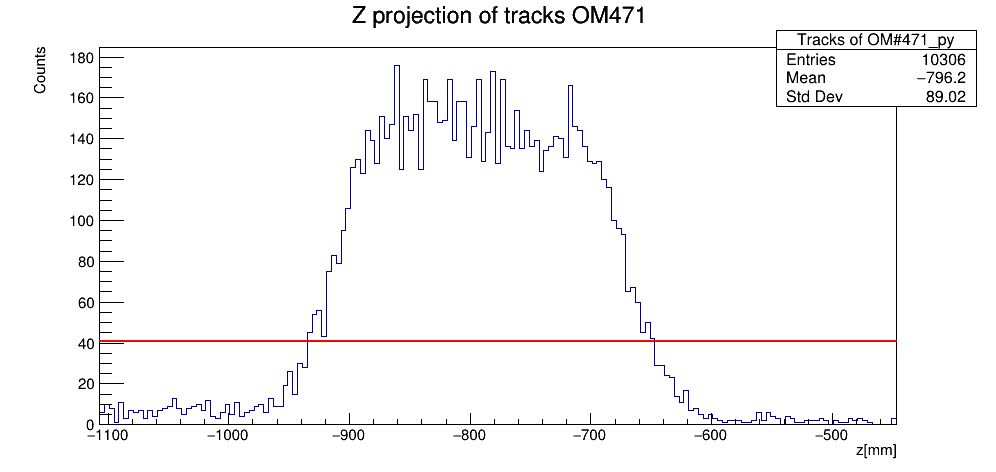 Z projection of tracks OM471
Tracks of OM#471_py
Entries 10306
Mean −796.2
Std Dev 89.02
Counts
180
160
140
120
100
80
60
40
20
0
−1100 −1000 −900 −800 −700 −600 −500
z[mm]